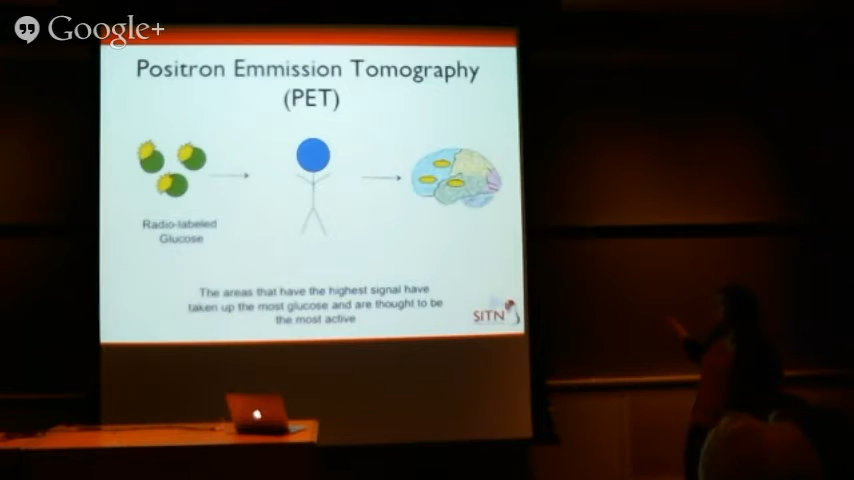 Google+
Positron Emmission Tomography
(PET)
Radio-labeled
Glucose
The areas that have the highest signal have
taken up the most glucose and are thought to be
the most active
SITN